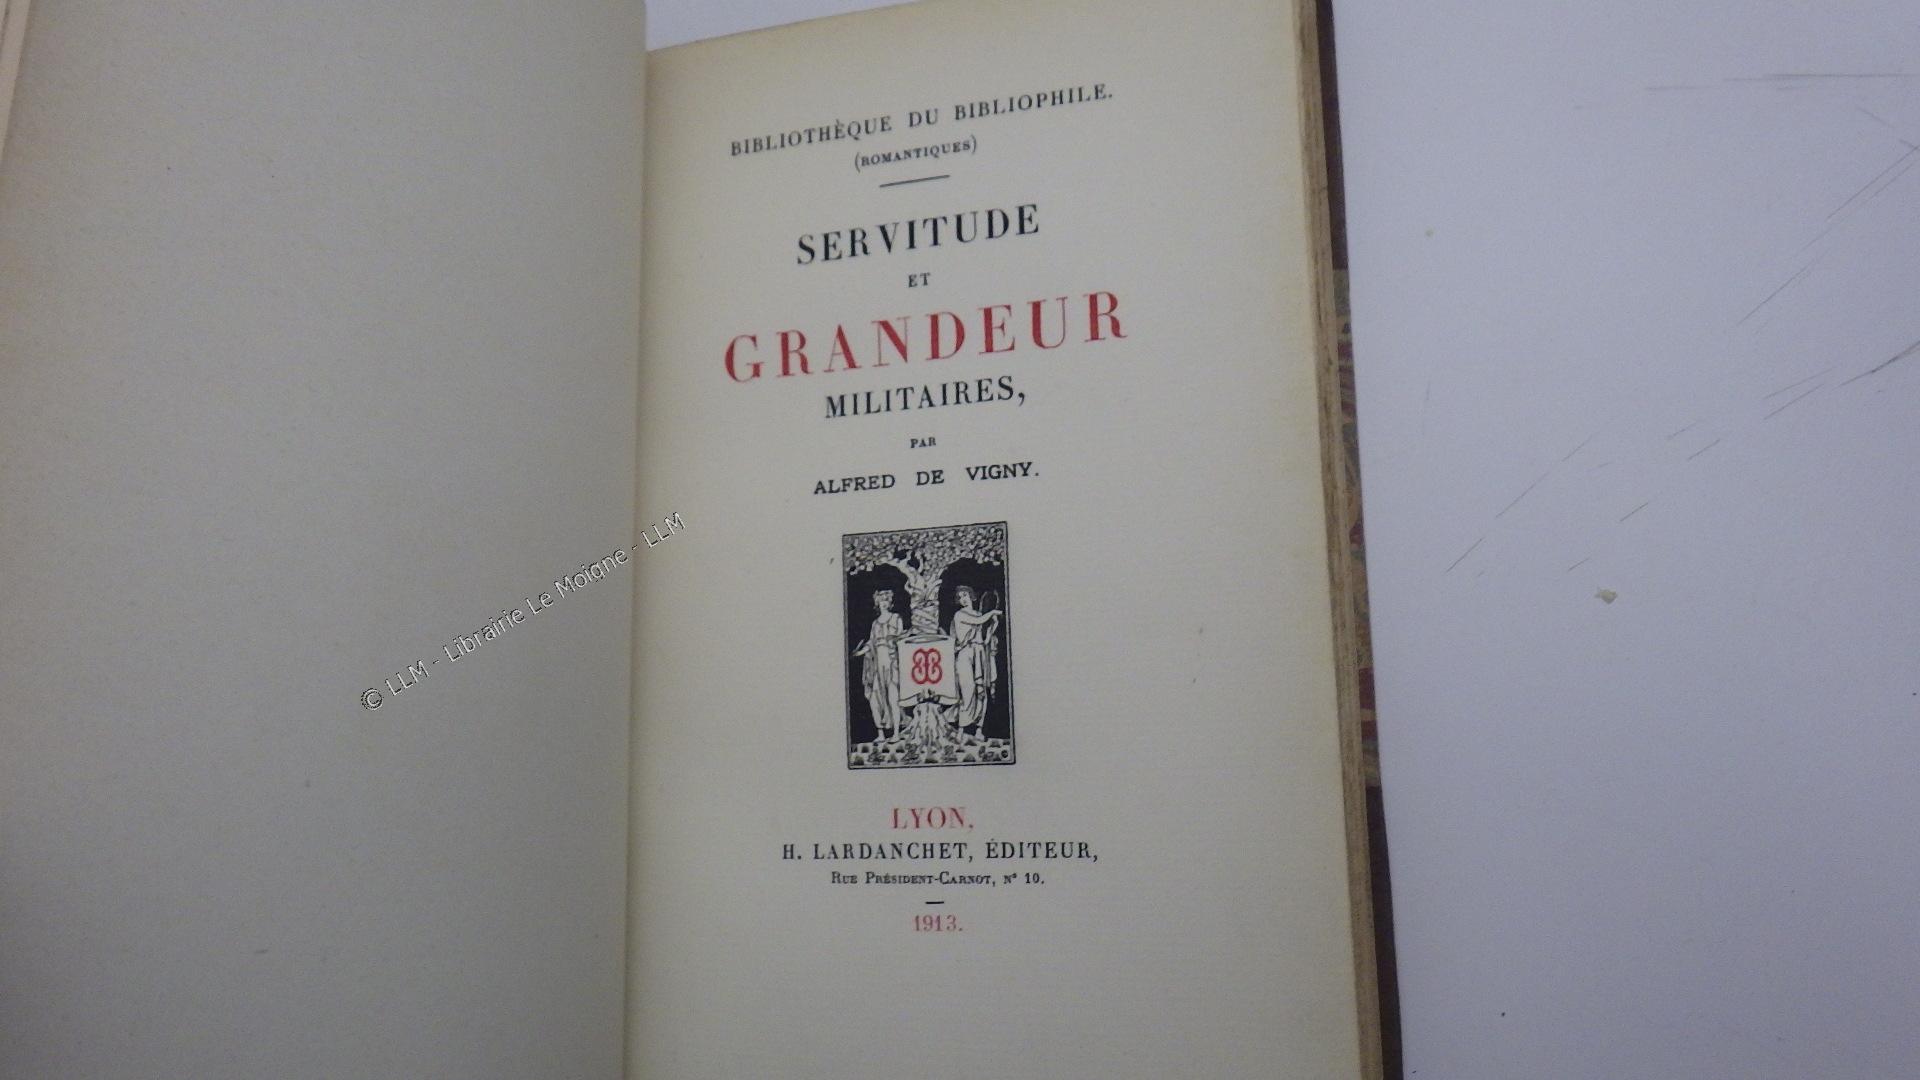 BIBLIOTHÈQUE DU BIBLIOPHILE.
(ROMANTIQUES)
SERVITUDE
ET
GRANDEUR
MILITAIRES,
PAR
ALFRED DE VIGNY.
LYON,
H. LARDANCHET, ÉDITEUR,
RUE PRÉSIDENT-CARNOT, N° 10.
1913.
© LLM - Librairie Le Moigne - LLM